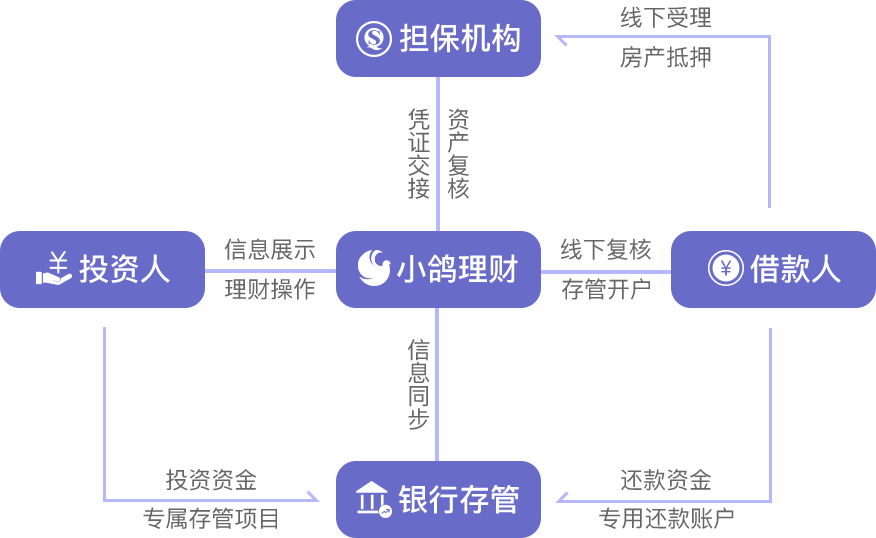 担保机构
线下受理
房产抵押
凭证交接
资产复核
投资人
信息展示
理财操作
小鸽理财
线下复核
存管开户
借款人
信息同步
投资资金
专属存管项目
银行存管
还款资金
专用还款账户